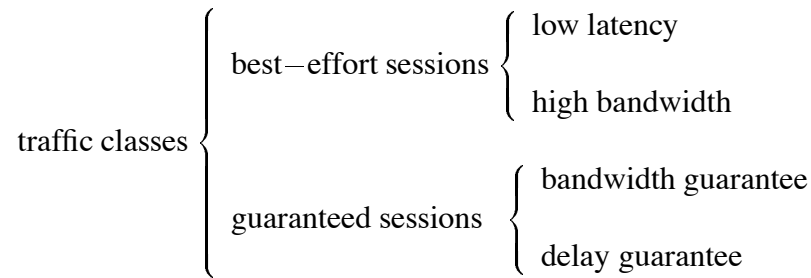 traffic classes
best−effort sessions
low latency
high bandwidth
guaranteed sessions
bandwidth guarantee
delay guarantee